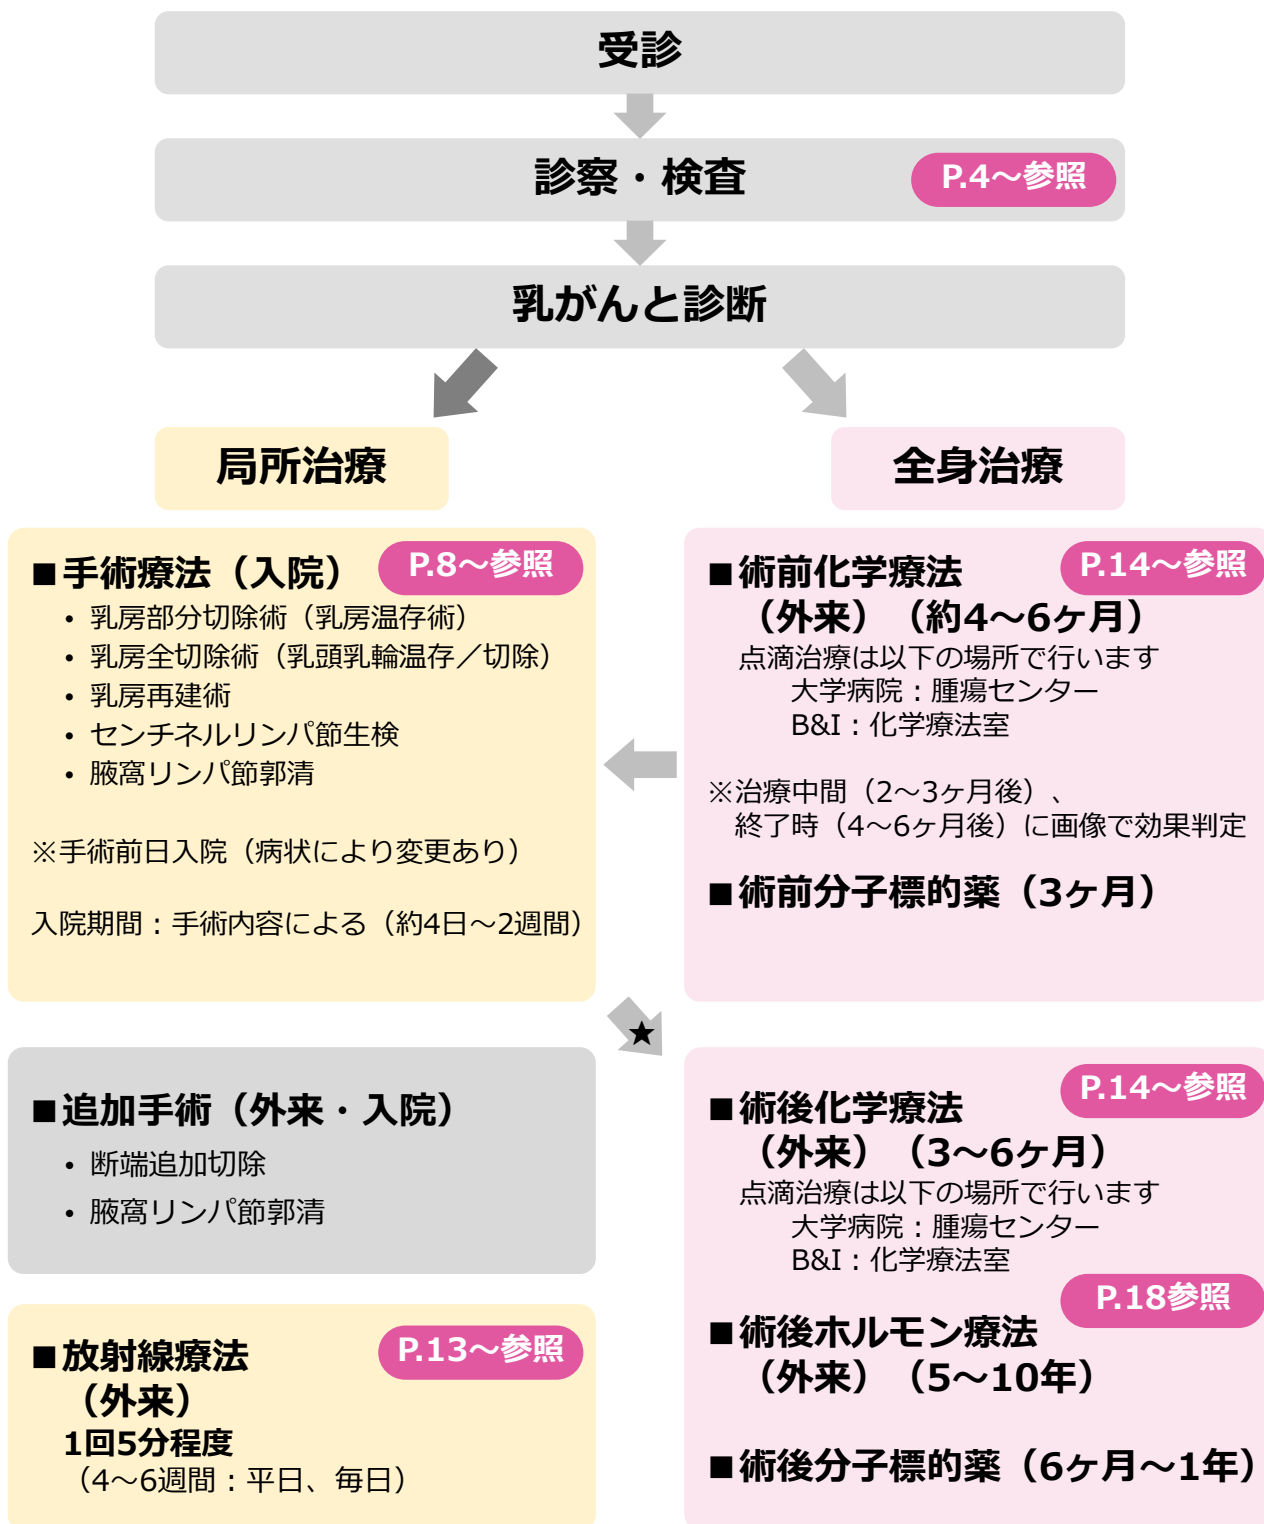 受診
診察・検査
P.4～参照
乳がんと診断
局所治療
全身治療
■手術療法（入院）
P.8～参照
• 乳房部分切除術（乳房温存術）
• 乳房全切除術（乳頭乳輪温存／切除）
• 乳房再建術
• センチネルリンパ節生検
• 腋窩リンパ節郭清
※手術前日入院（病状により変更あり）
入院期間：手術内容による（約4日～2週間）
■術前化学療法
P.14～参照
（外来）（約4～6ヶ月）
点滴治療は以下の場所で行います
大学病院：腫瘍センター
B&I：化学療法室
※治療中間（2～3ヶ月後）、
終了時（4～6ヶ月後）に画像で効果判定
■術前分子標的薬（3ヶ月）
★
■追加手術（外来・入院）
• 断端追加切除
• 腋窩リンパ節郭清
■放射線療法
P.13～参照
（外来）
1回5分程度
（4～6週間：平日、毎日）
■術後化学療法
P.14～参照
（外来）（3～6ヶ月）
点滴治療は以下の場所で行います
大学病院：腫瘍センター
B&I：化学療法室
P.18参照
■術後ホルモン療法
（外来）（5～10年）
■術後分子標的薬（6ヶ月～1年）